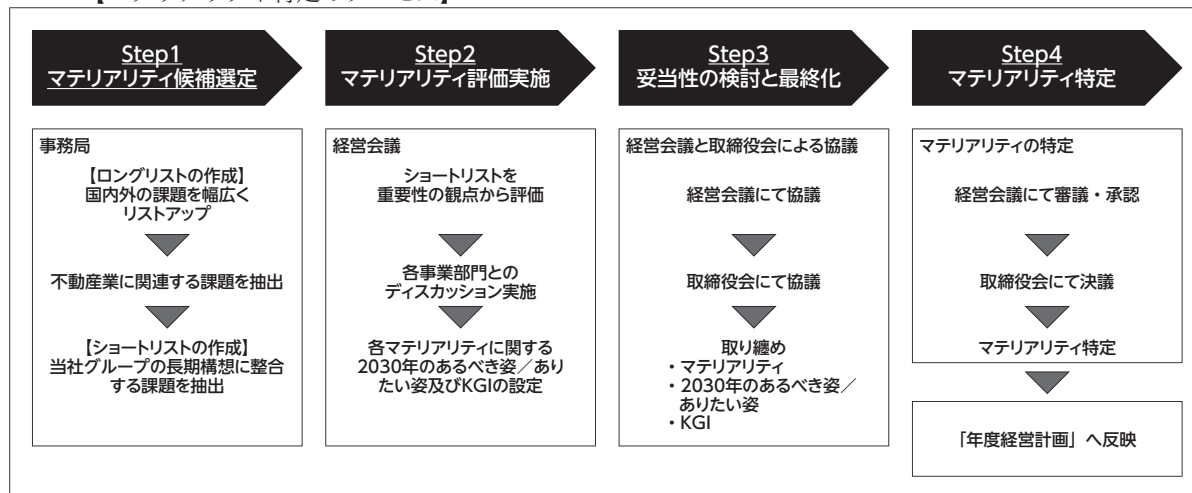 Step1
マテリアリティ候補選定
Step2
マテリアリティ評価実施
Step3
妥当性の検討と最終化
Step4
マテリアリティ特定
事務局
【ロングリストの作成】
国内外の課題を幅広く
リストアップ
不動産業に関連する課題を抽出
【ショートリストの作成】
当社グループの長期構想に整合
する課題を抽出
経営会議
ショートリストを
重要性の観点から評価
各事業部門との
ディスカッション実施
各マテリアリティに関する
2030年のあるべき姿／あり
たい姿及びKGIの設定
経営会議と取締役会による協議
経営会議にて協議
取締役会にて協議
取り纏め
・マテリアリティ
・2030年のあるべき姿／
ありたい姿
・KGI
マテリアリティの特定
経営会議にて審議・承認
取締役会にて決議
マテリアリティ特定
「年度経営計画」へ反映